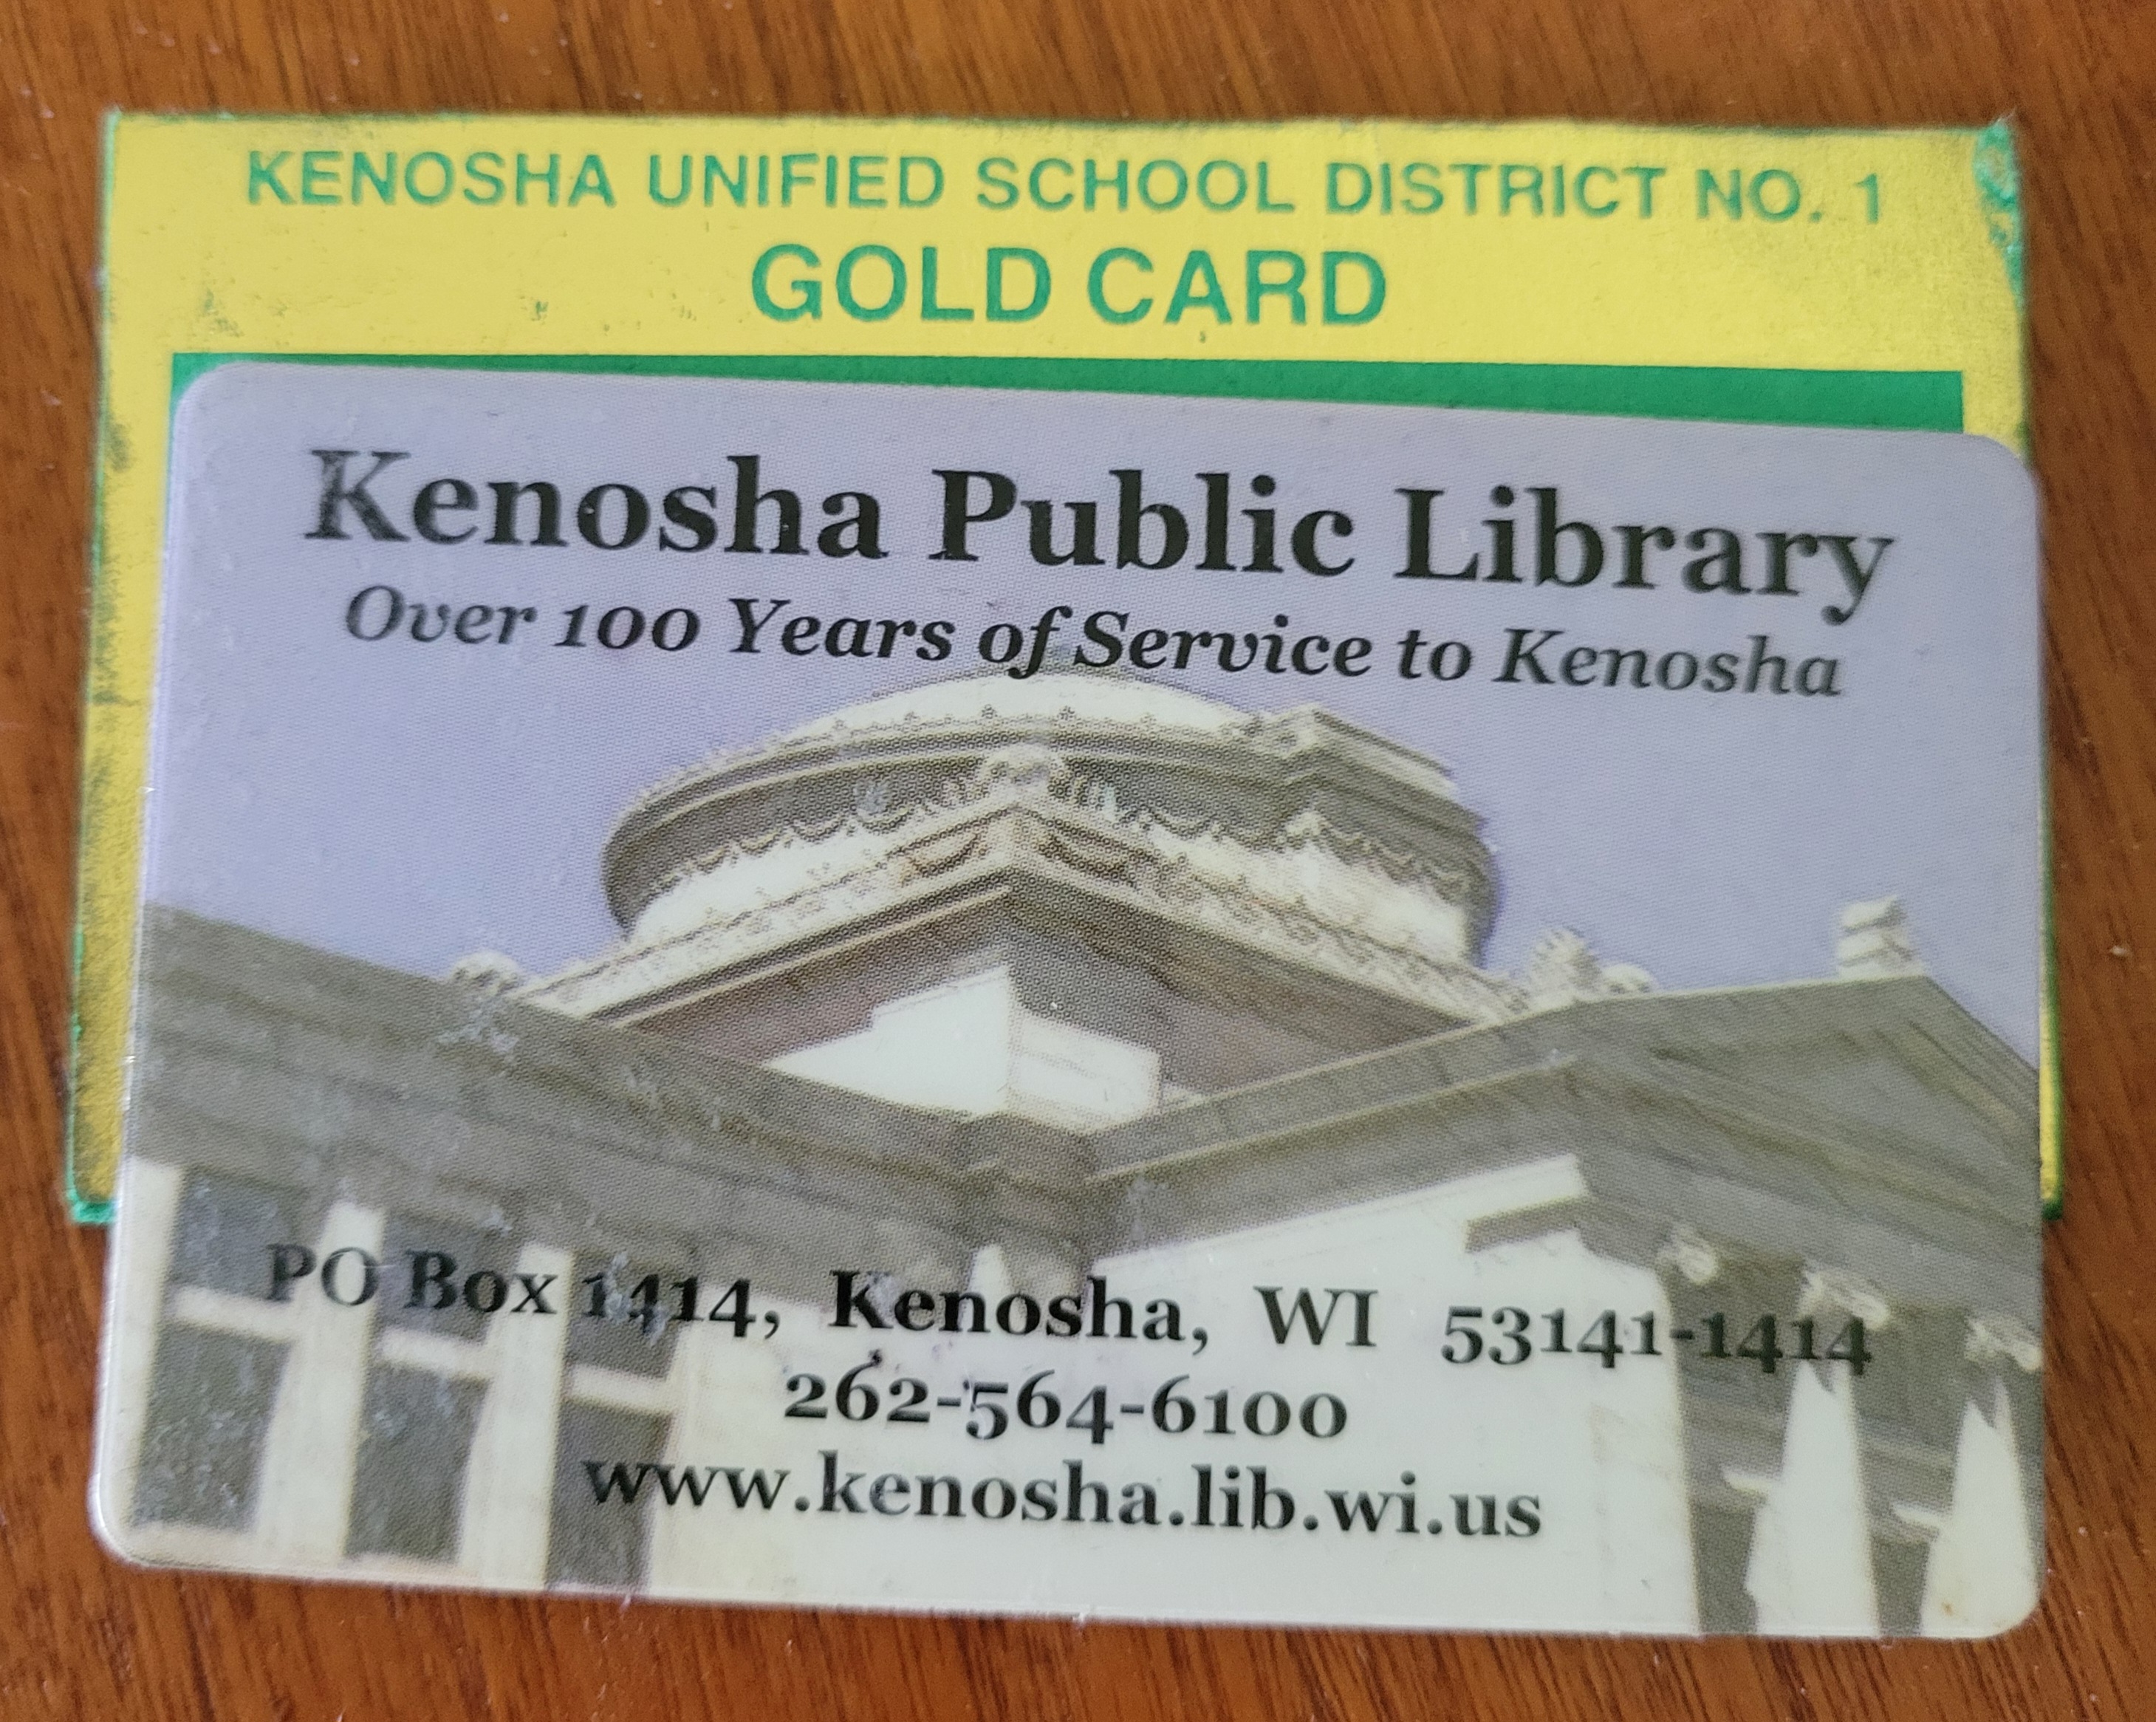 KENOSHA UNIFIED SCHOOL DISTRICT NO. 1
GOLD CARD
Kenosha Public Library
Over 100 Years of Service to Kenosha
PO Box 1414, Kenosha, WI 53141-1414
262-564-6100
www.kenosha.lib.wi.us